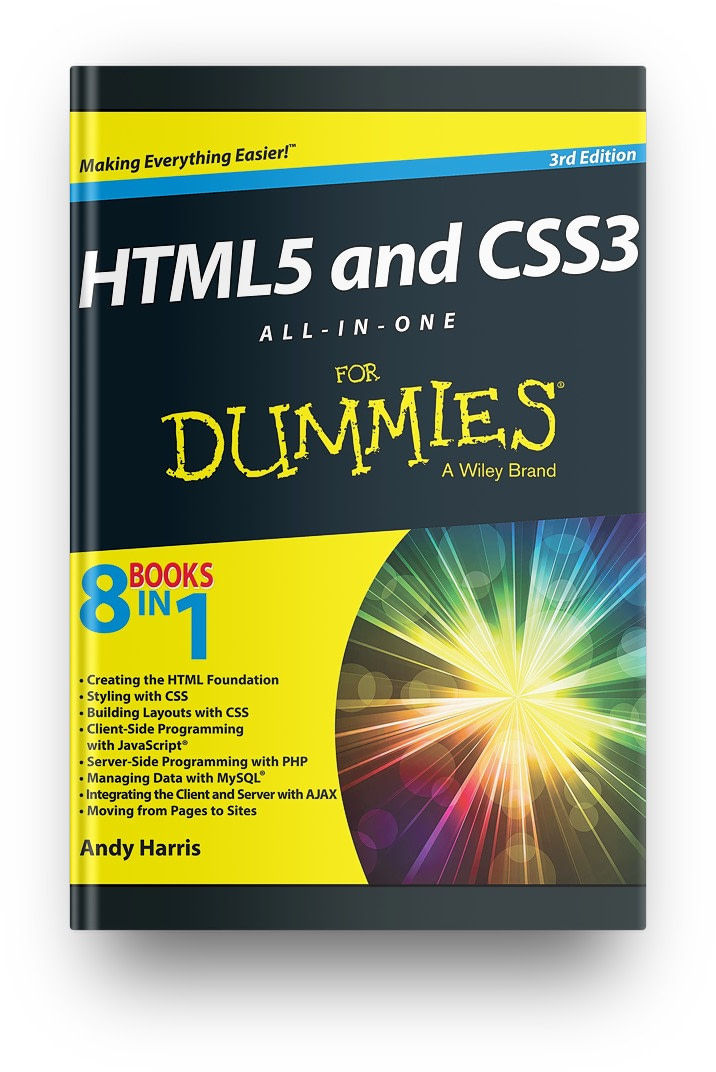 Making Everything Easier!™
3rd Edition
HTML5 and CSS3
ALL-IN-ONE
FOR
DUMMIES®
A Wiley Brand
8 BOOKS
IN 1
• Creating the HTML Foundation
• Styling with CSS
• Building Layouts with CSS
• Client-Side Programming
with JavaScript®
• Server-Side Programming with PHP
• Managing Data with MySQL®
• Integrating the Client and Server with AJAX
• Moving from Pages to Sites
Andy Harris